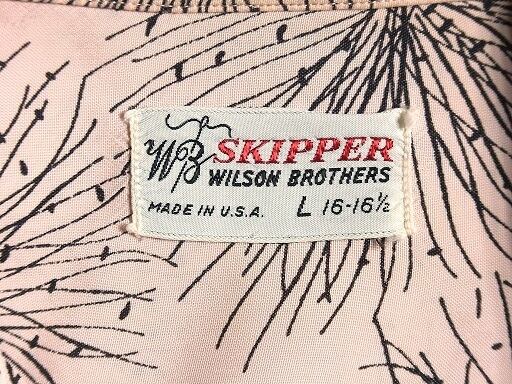 WB SKIPPER
WILSON BROTHERS
MADE IN U.S.A. L 16-16½